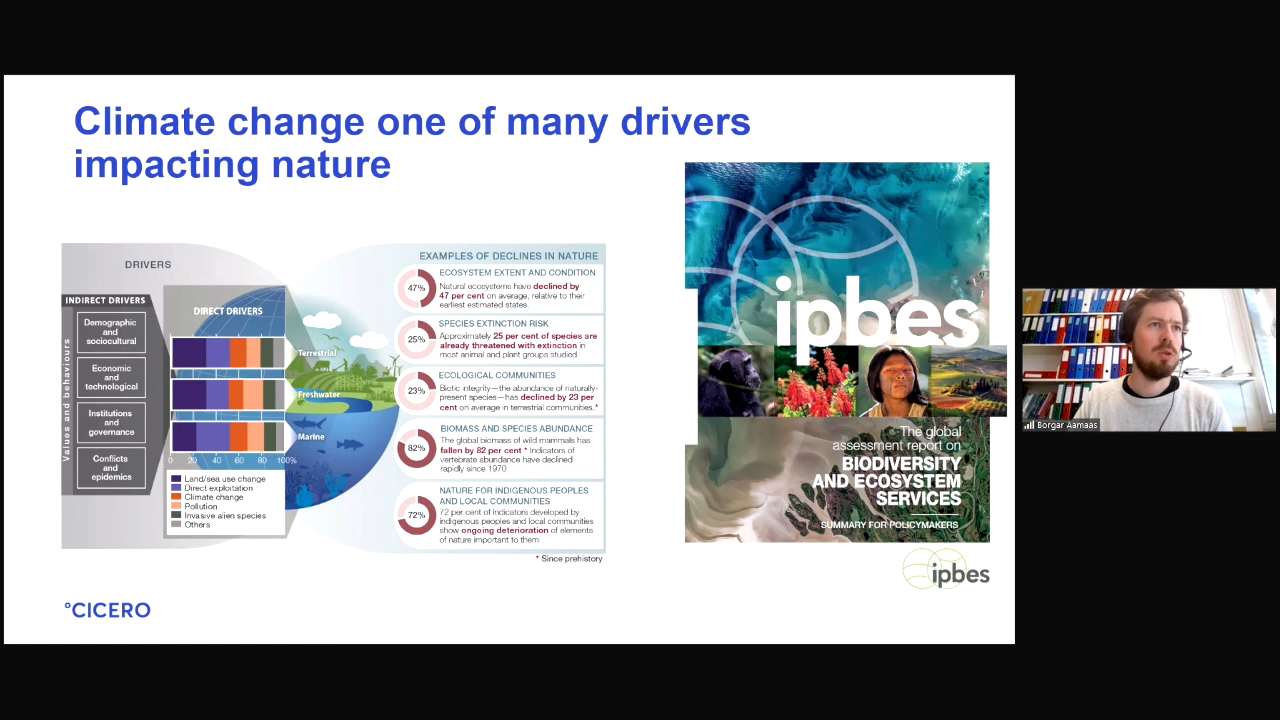 Climate change one of many drivers
impacting nature
DRIVERS
INDIRECT DRIVERS
Values and behaviours
Demographic
and
sociocultural
Economic
and
technological
Institutions
and
governance
Conflicts
and
epidemics
DIRECT DRIVERS
Terrestrial
Freshwater
Marine
0 20 40 60 80 100%
Land/sea use change
Direct exploitation
Climate change
Pollution
Invasive alien species
Others
EXAMPLES OF DECLINES IN NATURE
47%
ECOSYSTEM EXTENT AND CONDITION
Natural ecosystems have declined by
47 per cent on average, relative to their
earliest estimated states.
25%
SPECIES EXTINCTION RISK
Approximately 25 per cent of species are
already threatened with extinction in
most animal and plant groups studied.
23%
ECOLOGICAL COMMUNITIES
Biotic integrity—the abundance of naturally-
present species—has declined by 23 per
cent on average in terrestrial communities.*
82%
BIOMASS AND SPECIES ABUNDANCE
The global biomass of wild mammals has
fallen by 82 per cent.* Indicators of
vertebrate abundance have declined
rapidly since 1970
72%
NATURE FOR INDIGENOUS PEOPLES
AND LOCAL COMMUNITIES
72 per cent of indicators developed by
indigenous peoples and local communities
show ongoing deterioration of elements
of nature important to them
* Since prehistory
ipbes
The global
assessment report on
BIODIVERSITY
AND ECOSYSTEM
SERVICES
SUMMARY FOR POLICYMAKERS
ipbes
°CICERO
Borgar Aamaas